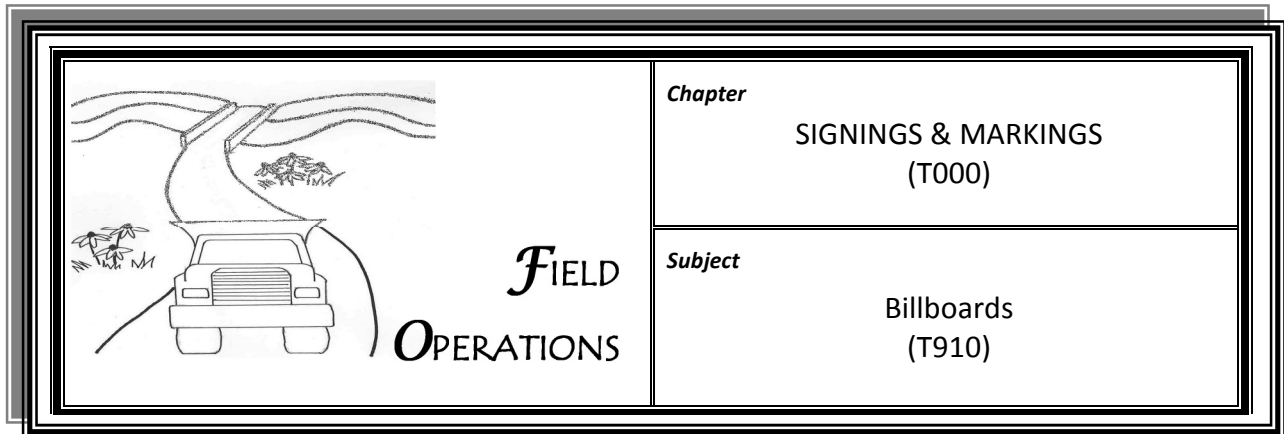 FIELD
OPERATIONS
Chapter
SIGNINGS & MARKINGS
(T000)
Subject
Billboards
(T910)